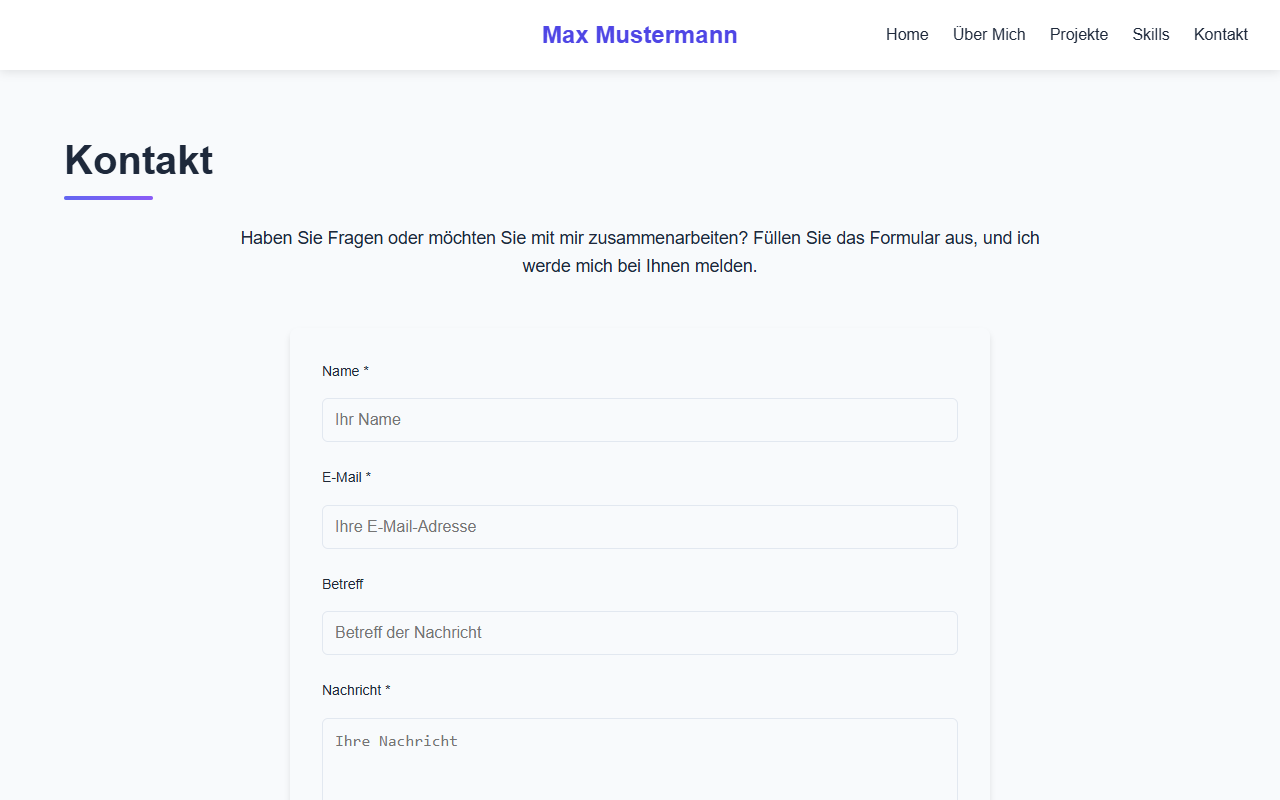 Max Mustermann
Home
Über Mich
Projekte
Skills
Kontakt
Kontakt
Haben Sie Fragen oder möchten Sie mit mir zusammenarbeiten? Füllen Sie das Formular aus, und ich
werde mich bei Ihnen melden.
Name *
Ihr Name
E-Mail *
Ihre E-Mail-Adresse
Betreff
Betreff der Nachricht
Nachricht *
Ihre Nachricht